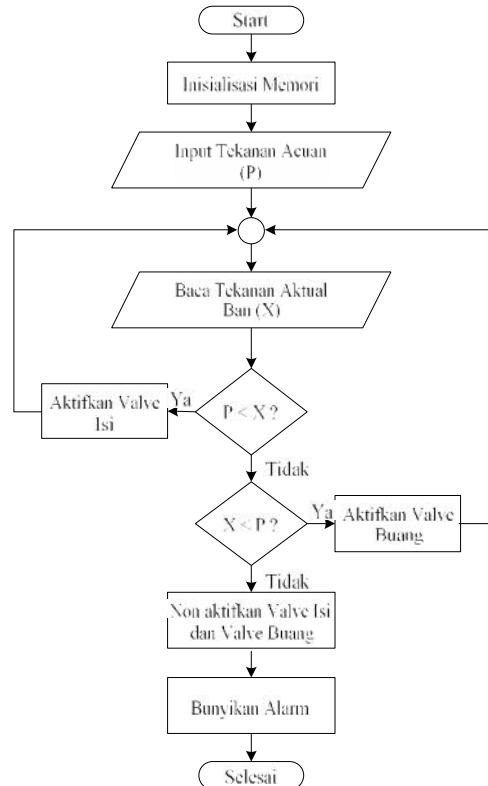 Start
Inisialisasi Memori
Input Tekanan Acuan
(P)
Baca Tekanan Aktual
Ban (X)
Aktifkan Valve
Isi
Ya
P < X ?
Tidak
X < P ?
Ya
Aktifkan Valve
Buang
Tidak
Non aktifkan Valve Isi
dan Valve Buang
Bunyikan Alarm
Selesai